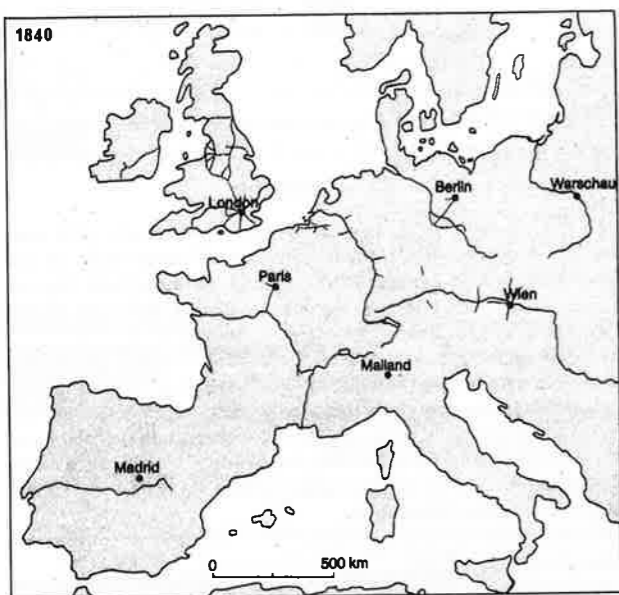 1840
London
Berlin
Warschau
Paris
Wien
Mailand
Madrid
0 500 km